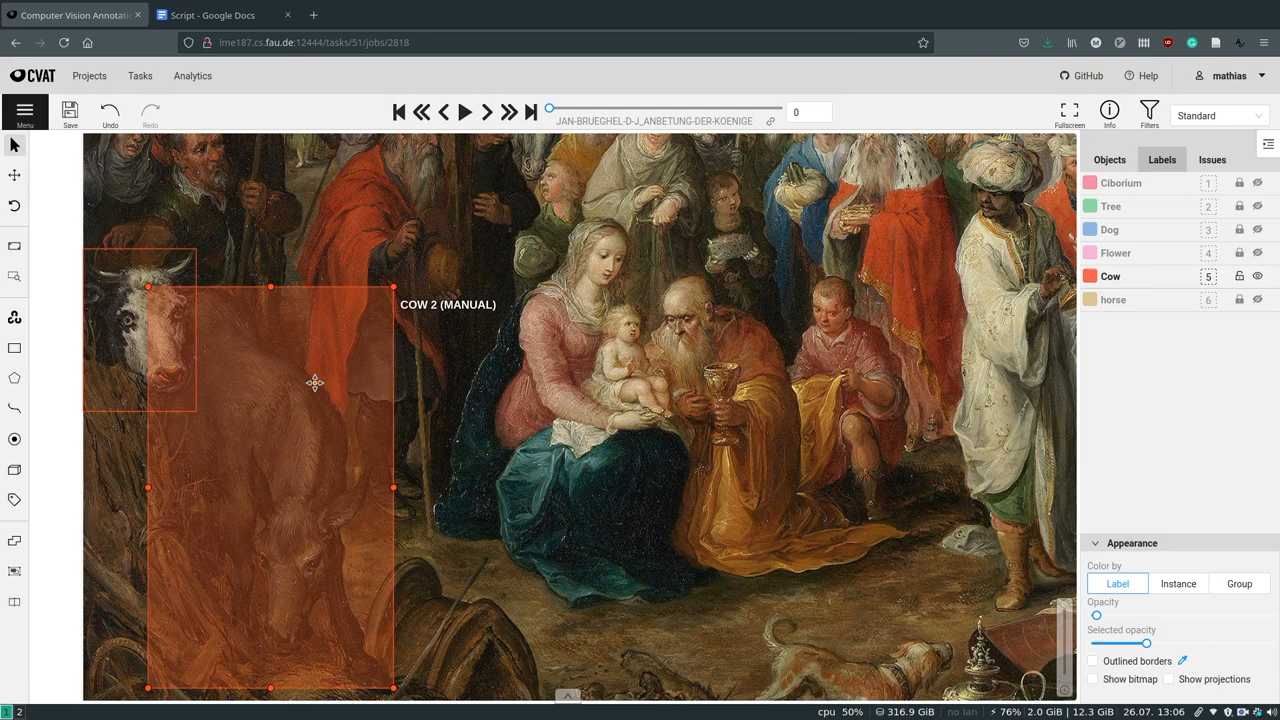 Computer Vision Annotati
Script - Google Docs
lme187.cs.fau.de:12444/tasks/51/jobs/2818
CVAT
Projects
Tasks
Analytics
GitHub
Help
mathias
Menu
Save
Undo
Redo
0
JAN-BRUEGHEL-D-J_ANBETUNG-DER-KOENIGE
Fullscreen
Info
Filters
Standard
Objects
Labels
Issues
Ciborium 1
Tree 2
Dog 3
Flower 4
Cow 5
horse 6
COW 2 (MANUAL)
Appearance
Color by
Label
Instance
Group
Opacity
Selected opacity
Outlined borders
Show bitmap
Show projections
1 2
cpu 50% 316.9 GiB no lan 76% 2.0 GiB | 12.3 GiB 26.07. 13:06